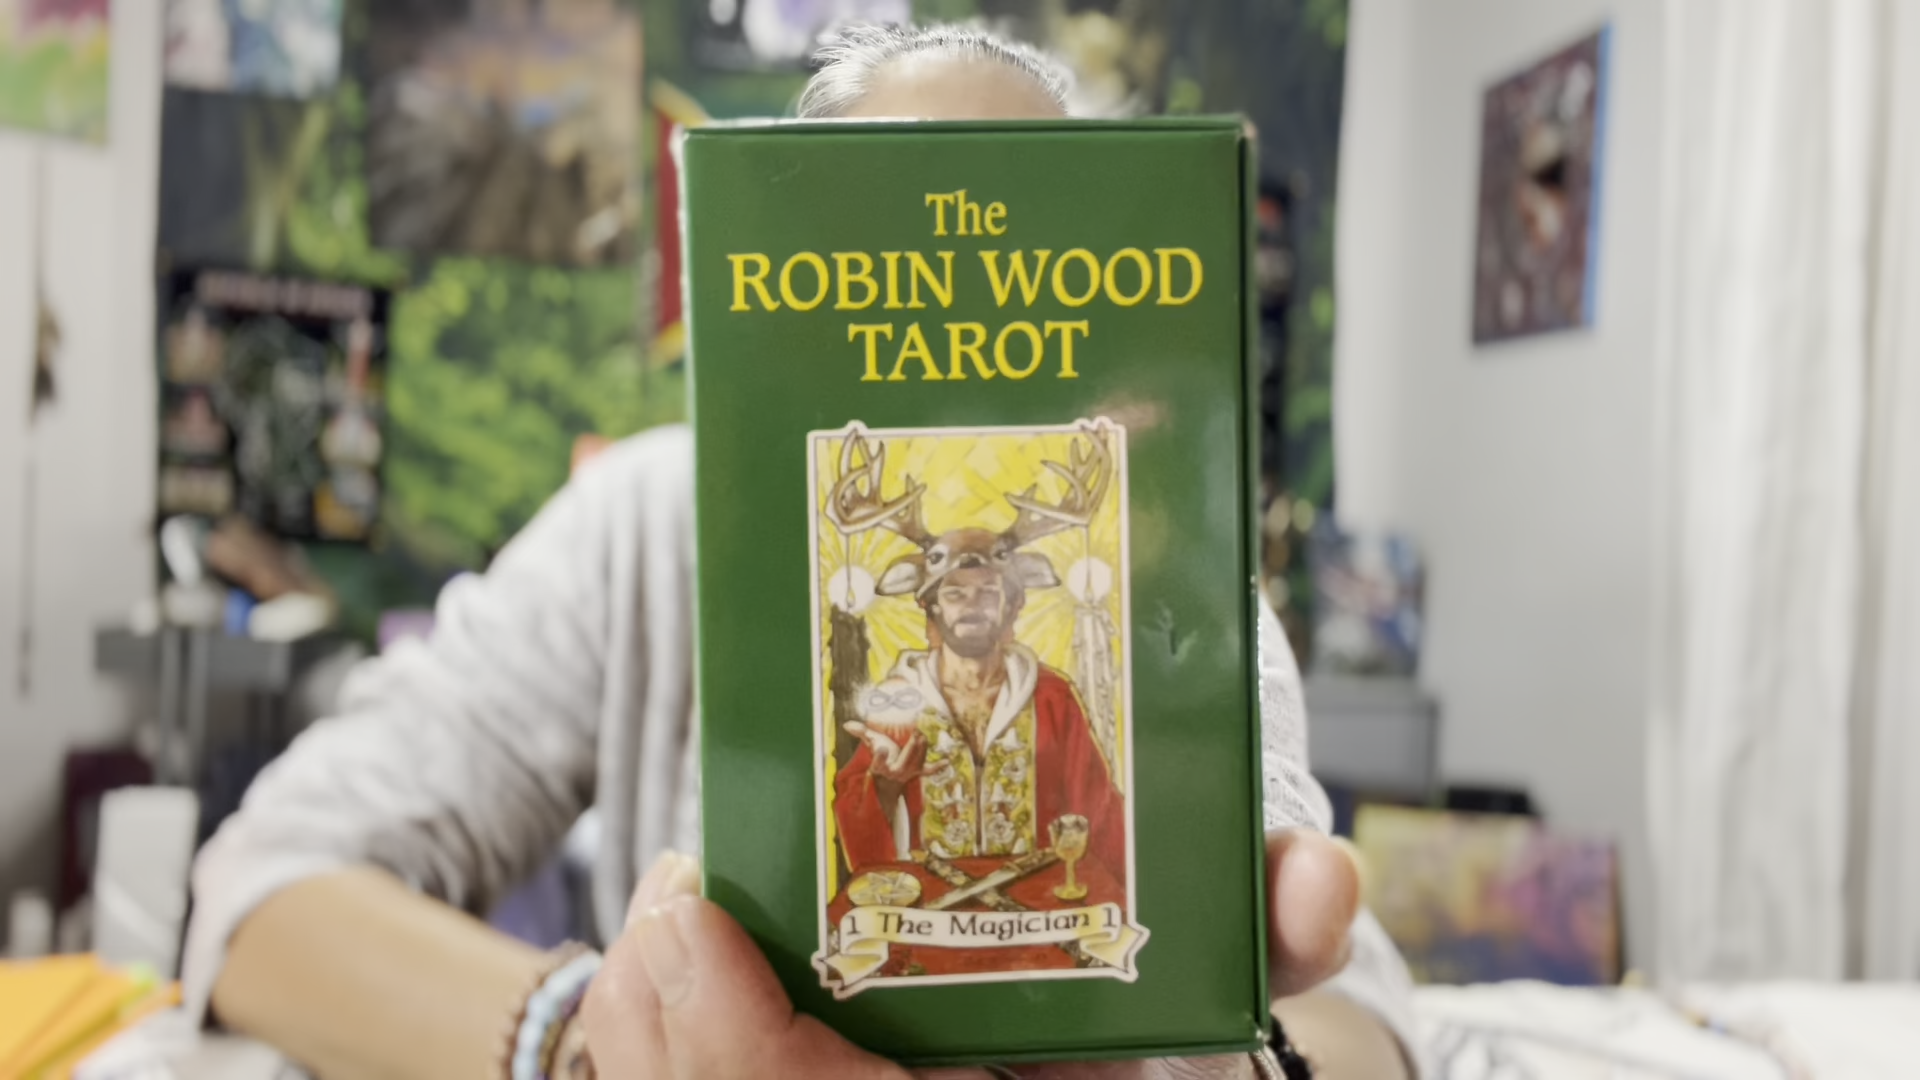 The
ROBIN WOOD
TAROT
1 The Magician 1